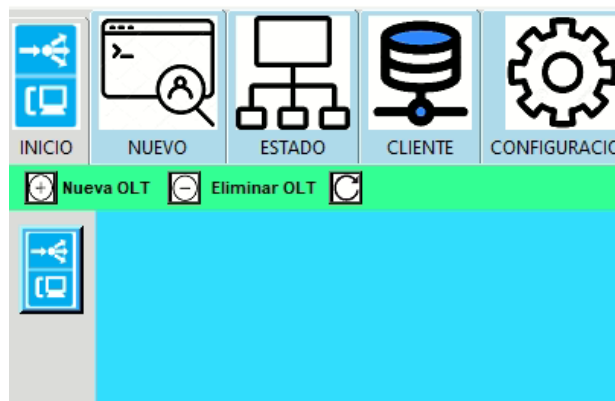 INICIO NUEVO ESTADO CLIENTE CONFIGURACIO
Nueva OLT Eliminar OLT